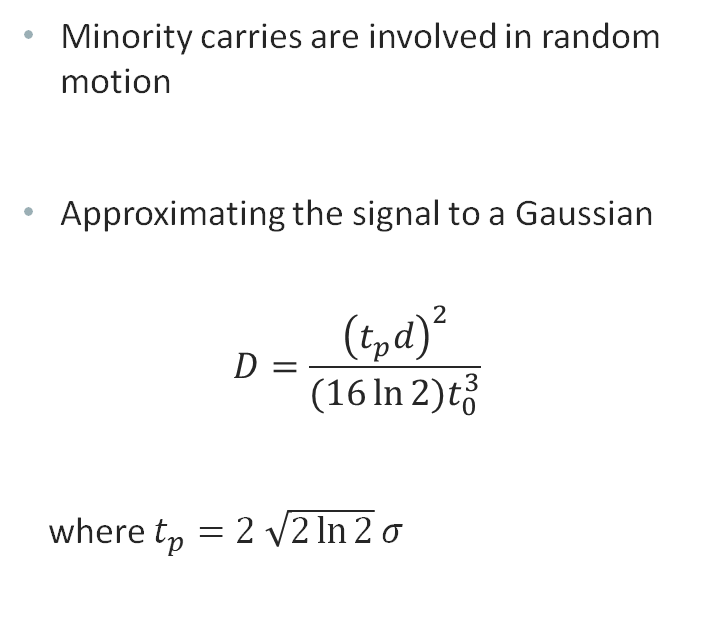 • Minority carries are involved in random
motion
• Approximating the signal to a Gaussian
D = (t_p d)^2 / ((16 ln 2) t_0^3)
where t_p = 2 √(2 ln 2) σ